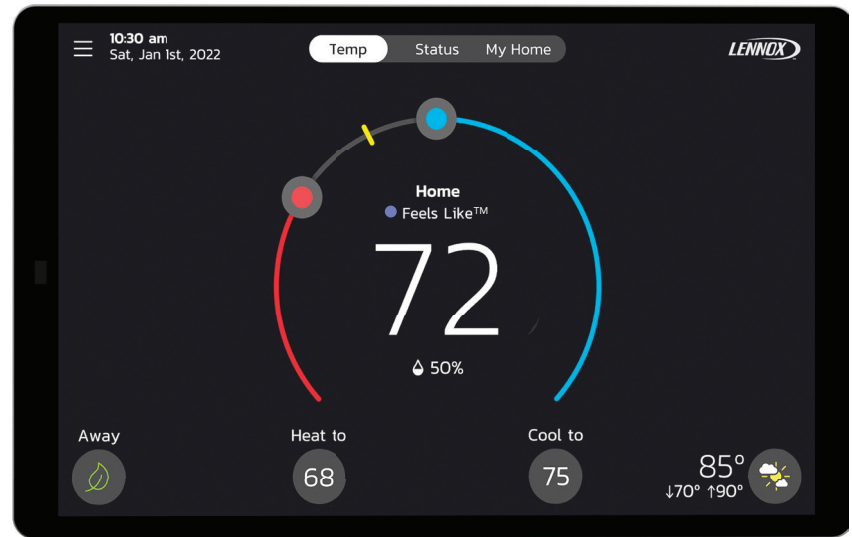 10:30 am
Sat, Jan 1st, 2022
Temp Status My Home
LENNOX
Home
Feels Like™
72
50%
Away
Heat to
68
Cool to
75
85°
↓70° ↑90°